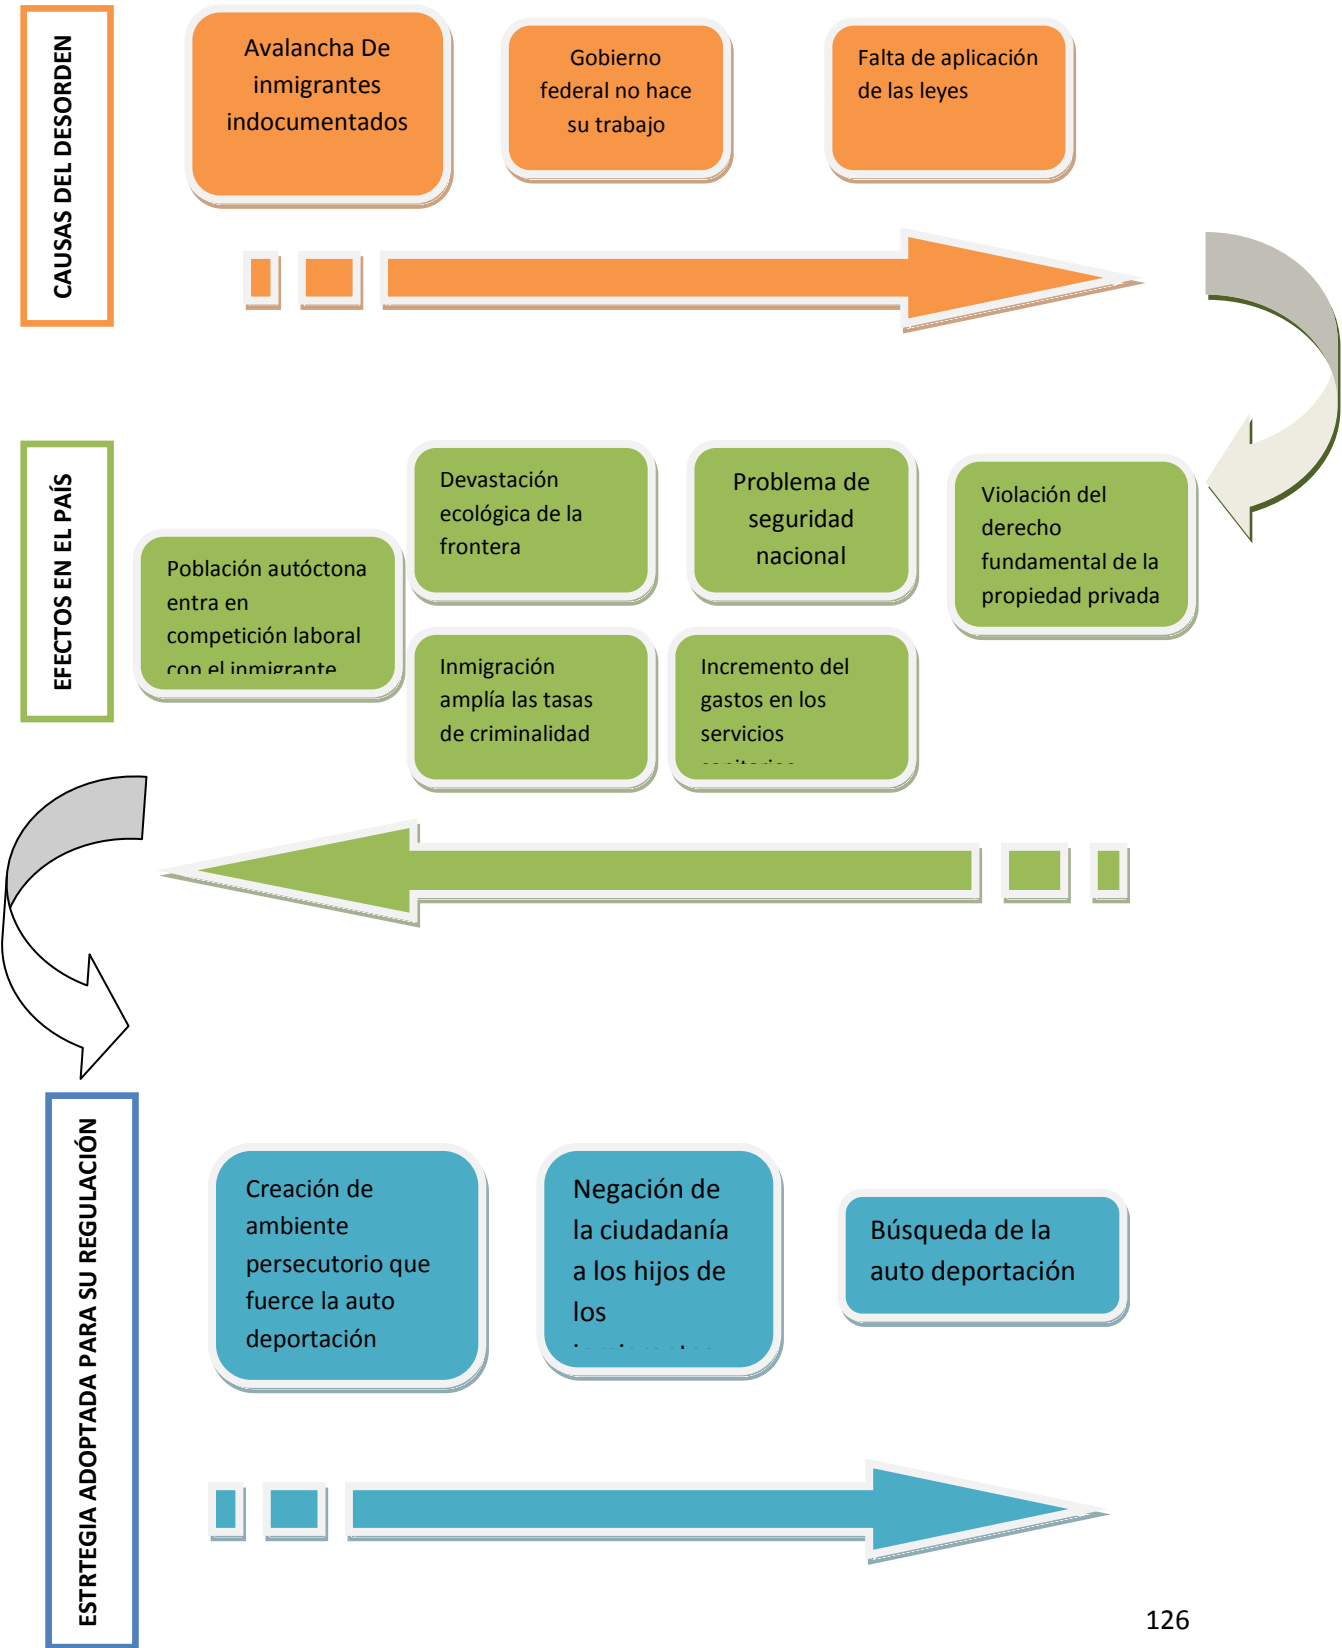 CAUSAS DEL DESORDEN
Avalancha De
inmigrantes
indocumentados
Gobierno
federal no hace
su trabajo
Falta de aplicación
de las leyes
EFECTOS EN EL PAÍS
Población autóctona
entra en
competición laboral
con el inmigrante
Devastación
ecológica de la
frontera
Problema de
seguridad
nacional
Violación del
derecho
fundamental de la
propiedad privada
Inmigración
amplía las tasas
de criminalidad
Incremento del
gastos en los
servicios
ESTRTEGIA ADOPTADA PARA SU REGULACIÓN
Creación de
ambiente
persecutorio que
fuerce la auto
deportación
Negación de
la ciudadanía
a los hijos de
los
Búsqueda de la
auto deportación
126